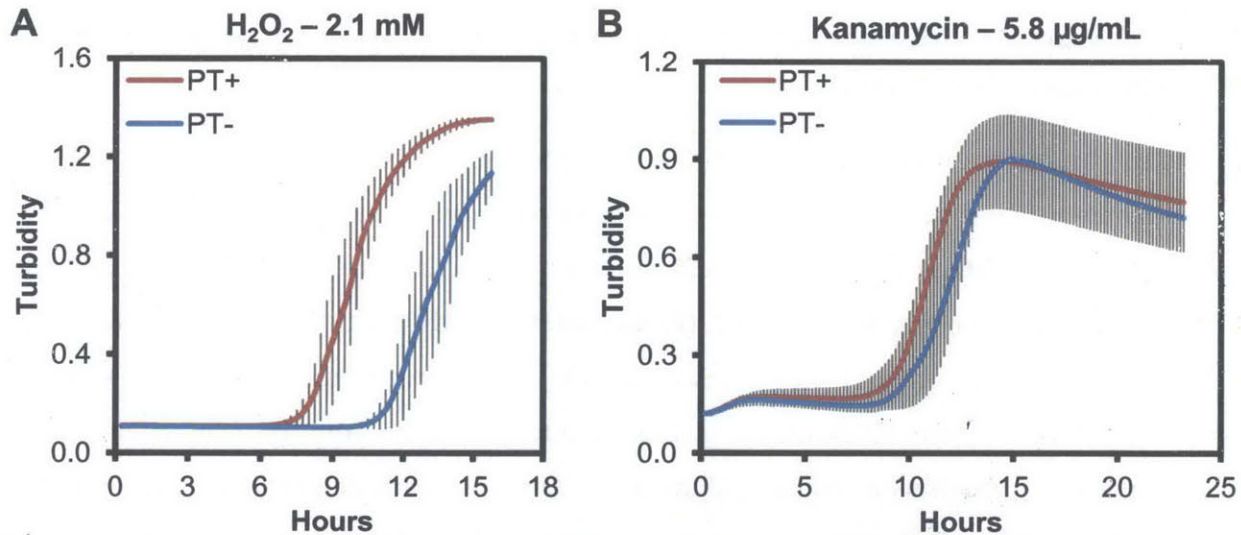 A
H₂O₂ – 2.1 mM
1.6
1.2
0.8
0.4
0.0
Turbidity
PT+
PT-
0 3 6 9 12 15 18
Hours
B
Kanamycin – 5.8 µg/mL
1.2
0.9
0.6
0.3
0.0
Turbidity
PT+
PT-
0 5 10 15 20 25
Hours